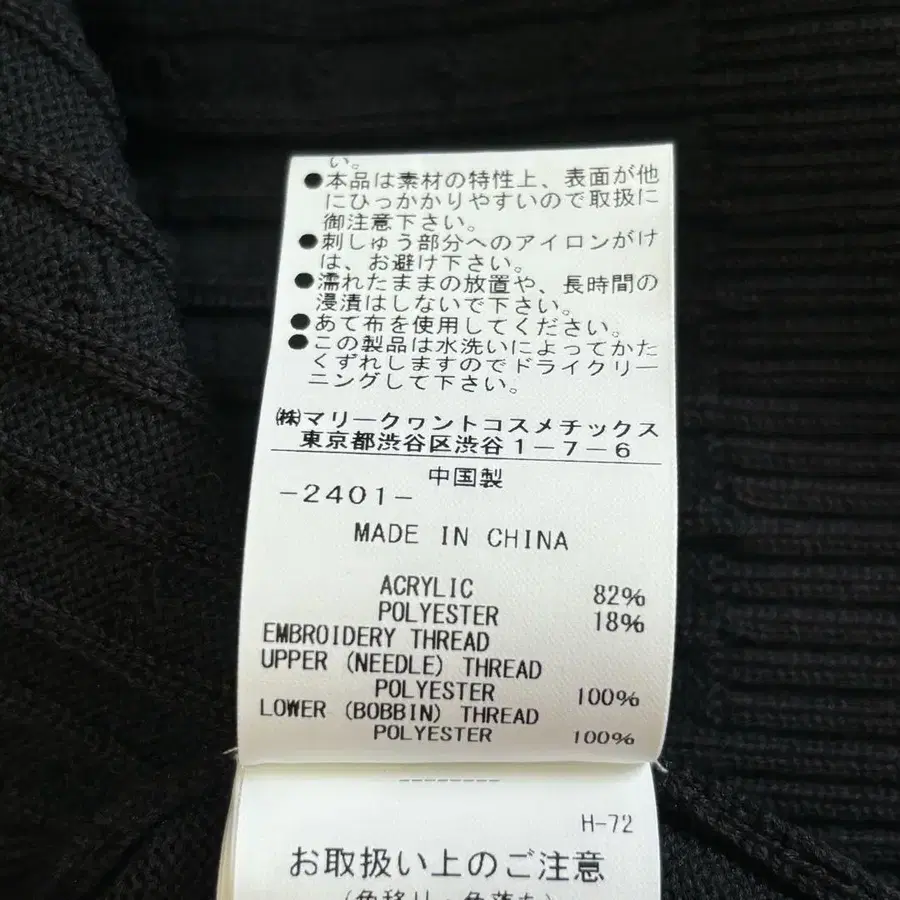 い。
●本品は素材の特性上、表面が他
にひっかかりやすいので取扱に
御注意下さい。
●刺しゅう部分へのアイロンがけ
は、お避け下さい。
●濡れたままの放置や、長時間の
浸漬はしないで下さい。
●あて布を使用してください。
●この製品は水洗いによってかた
くずれしますのでドライクリー
ニングして下さい。
㈱マリークヮントコスメチックス
東京都渋谷区渋谷1-7-6
中国製
-2401-
MADE IN CHINA
ACRYLIC 82%
POLYESTER 18%
EMBROIDERY THREAD
UPPER (NEEDLE) THREAD
POLYESTER 100%
LOWER (BOBBIN) THREAD
POLYESTER 100%
--------
H-72
お取扱い上のご注意
(色移り・色落ち)